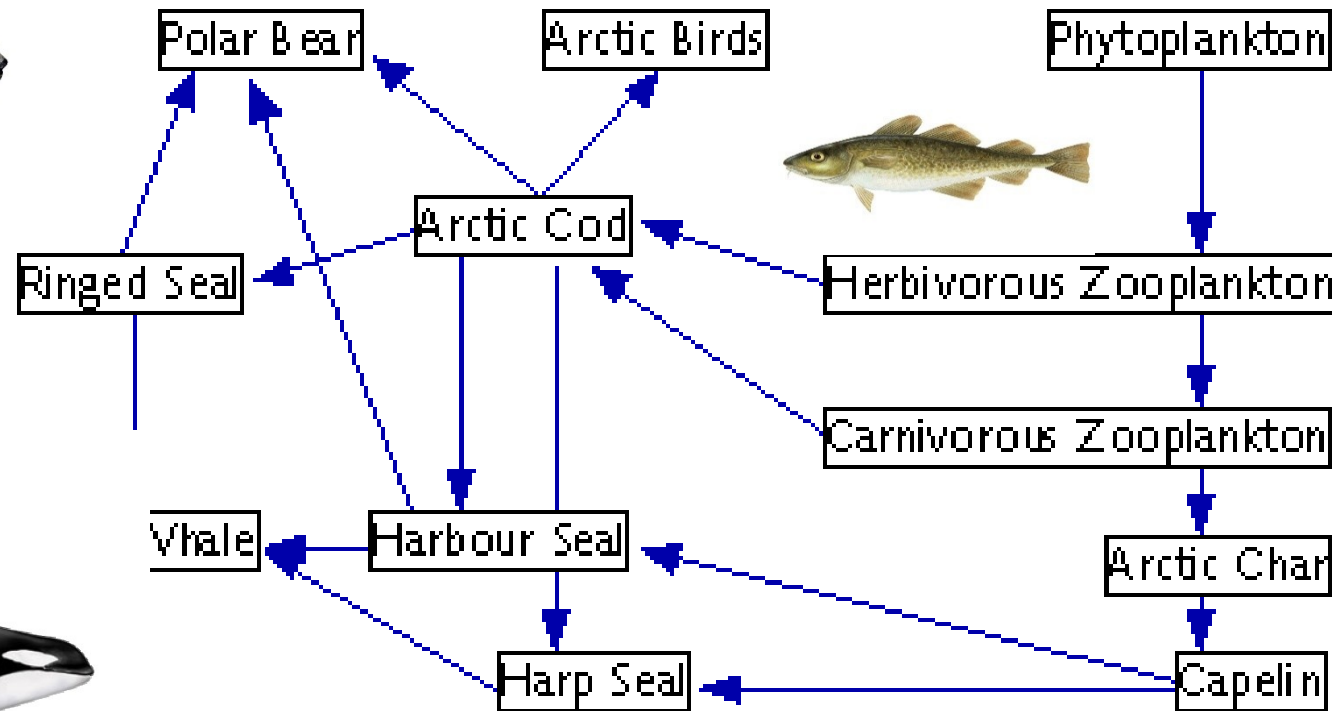 Polar Bear
Arctic Birds
Phytoplankton
Arctic Cod
Ringed Seal
Herbivorous Zooplankton
Carnivorous Zooplankton
Whale
Harbour Seal
Arctic Char
Harp Seal
Capelin